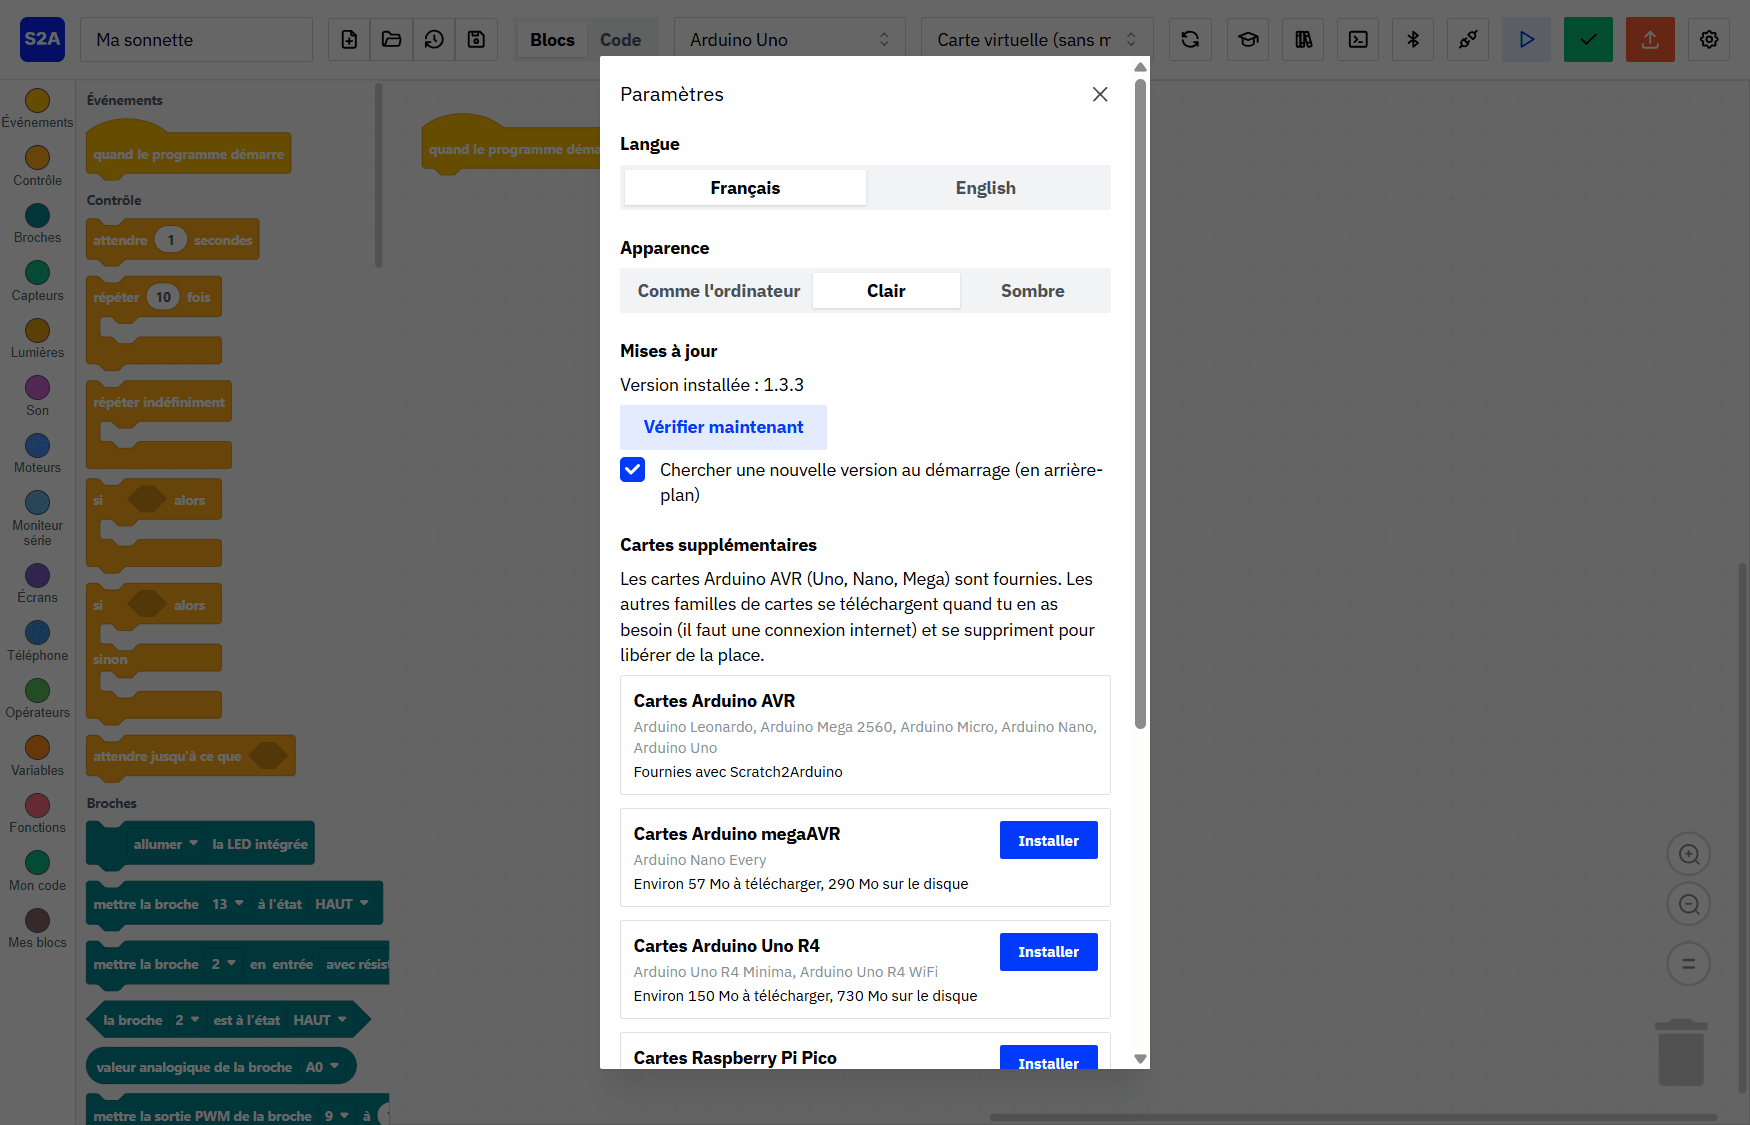 S2A
Ma sonnette
Blocs
Code
Arduino Uno
Carte virtuelle (sans m
Événements
Contrôle
Broches
Capteurs
Lumières
Son
Moteurs
Moniteur
série
Écrans
Téléphone
Opérateurs
Variables
Fonctions
Mon code
Mes blocs
Événements
quand le programme démarre
Contrôle
attendre 1 secondes
répéter 10 fois
répéter indéfiniment
si alors
si alors
sinon
attendre jusqu'à ce que
Broches
allumer la LED intégrée
mettre la broche 13 à l'état HAUT
mettre la broche 2 en entrée avec résis
la broche 2 est à l'état HAUT
valeur analogique de la broche A0
mettre la sortie PWM de la broche 9 à
quand le programme déma
Paramètres
Langue
Français
English
Apparence
Comme l'ordinateur
Clair
Sombre
Mises à jour
Version installée : 1.3.3
Vérifier maintenant
Chercher une nouvelle version au démarrage (en arrière-
plan)
Cartes supplémentaires
Les cartes Arduino AVR (Uno, Nano, Mega) sont fournies. Les
autres familles de cartes se téléchargent quand tu en as
besoin (il faut une connexion internet) et se suppriment pour
libérer de la place.
Cartes Arduino AVR
Arduino Leonardo, Arduino Mega 2560, Arduino Micro, Arduino Nano,
Arduino Uno
Fournies avec Scratch2Arduino
Cartes Arduino megaAVR
Installer
Arduino Nano Every
Environ 57 Mo à télécharger, 290 Mo sur le disque
Cartes Arduino Uno R4
Installer
Arduino Uno R4 Minima, Arduino Uno R4 WiFi
Environ 150 Mo à télécharger, 730 Mo sur le disque
Cartes Raspberry Pi Pico
Installer